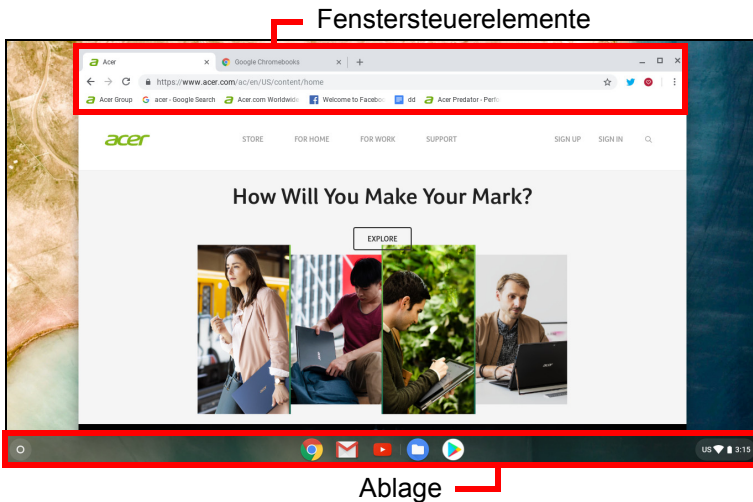 Fenstersteuerelemente
Acer Google Chromebooks
https://www.acer.com/ac/en/US/content/home
Acer Group acer - Google Search Acer.com Worldwide Welcome to Faceboo dd Acer Predator - Perfo
acer STORE FOR HOME FOR WORK SUPPORT SIGN UP SIGN IN
How Will You Make Your Mark?
EXPLORE
US 3:15
Ablage